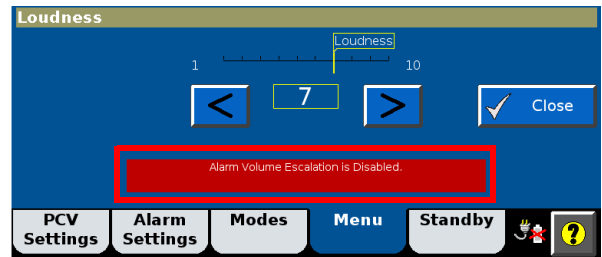 Loudness
Loudness
1
10
<
7
>
Close
Alarm Volume Escalation is Disabled.
PCV Settings
Alarm Settings
Modes
Menu
Standby
?